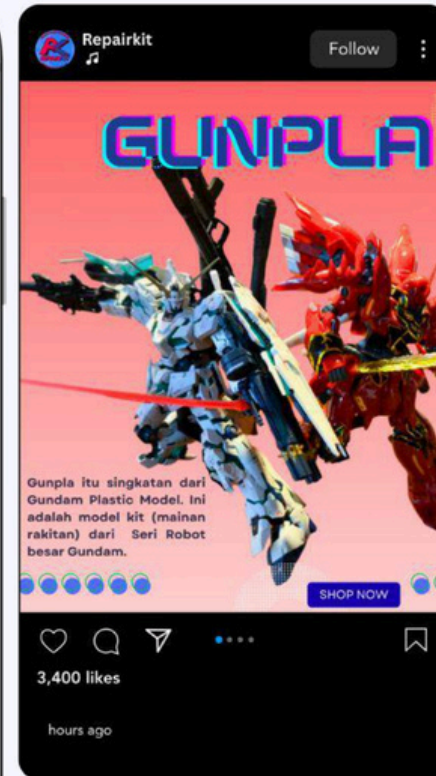 Repairkit
Follow
GUNPLA
Gunpla itu singkatan dari
Gundam Plastic Model. Ini
adalah model kit (mainan
rakitan) dari Seri Robot
besar Gundam.
SHOP NOW
3,400 likes
hours ago